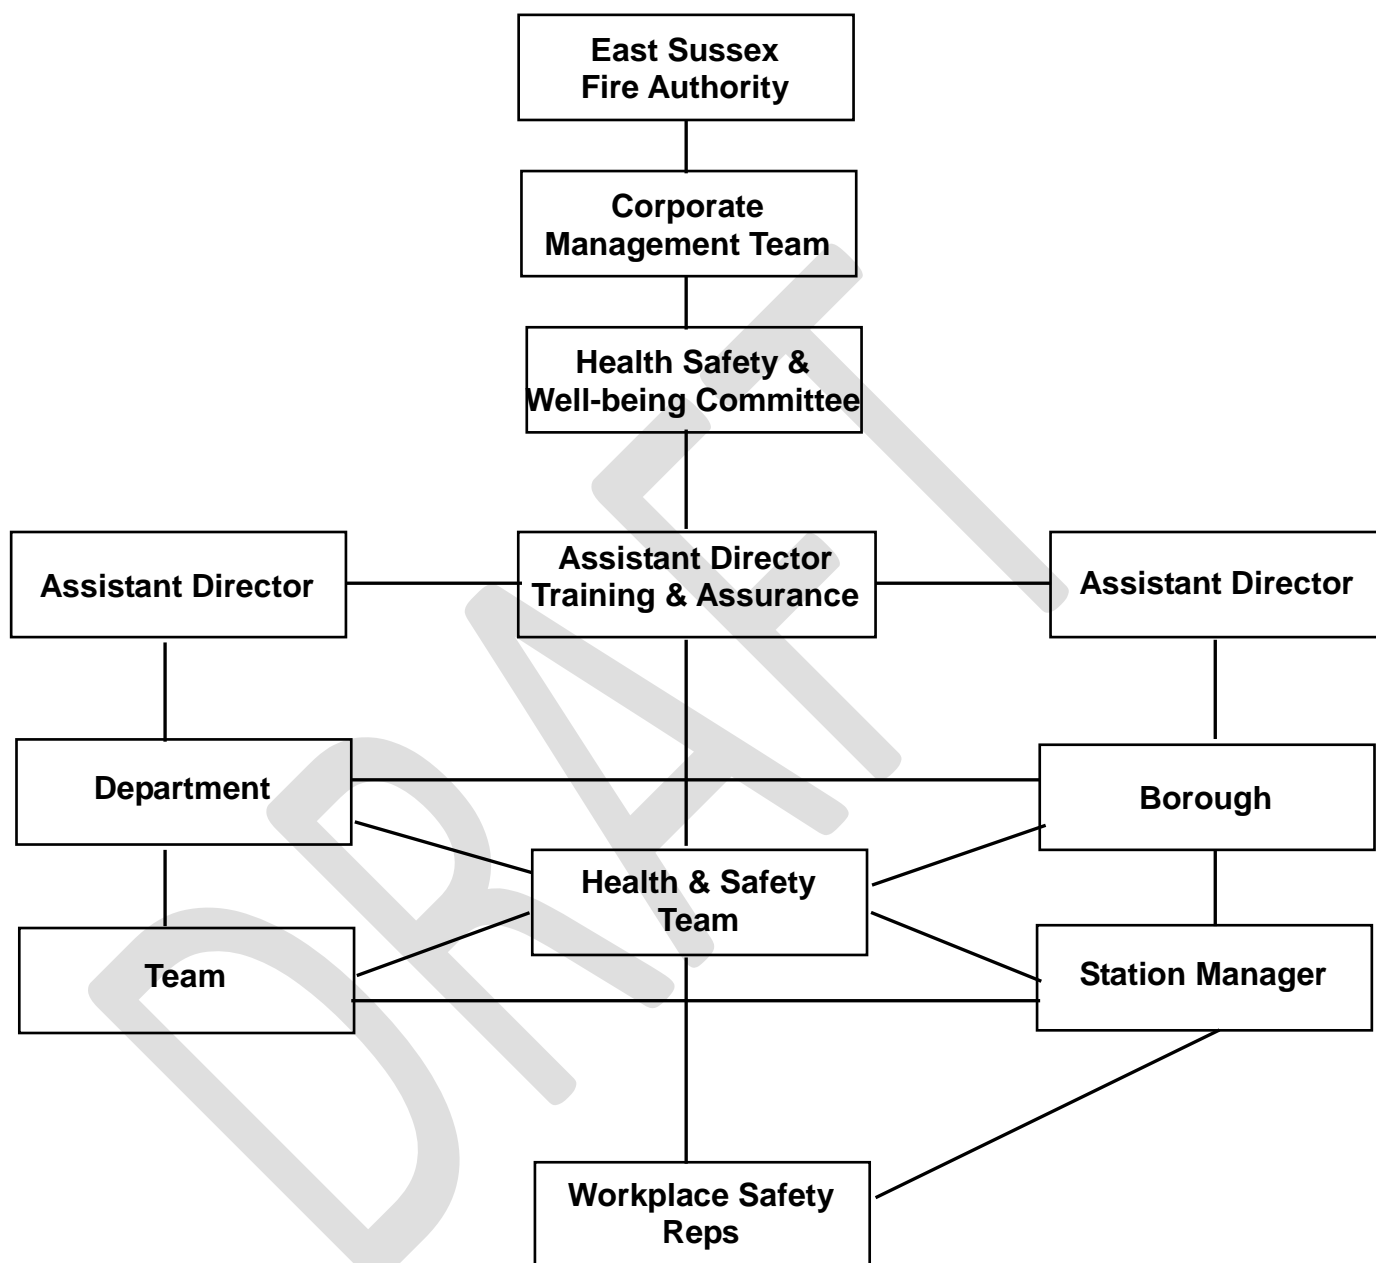 East Sussex
Fire Authority
Corporate
Management Team
Health Safety &
Well-being Committee
Assistant Director
Assistant Director
Training & Assurance
Assistant Director
Department
Borough
Health & Safety
Team
Team
Station Manager
Workplace Safety
Reps
DRAFT